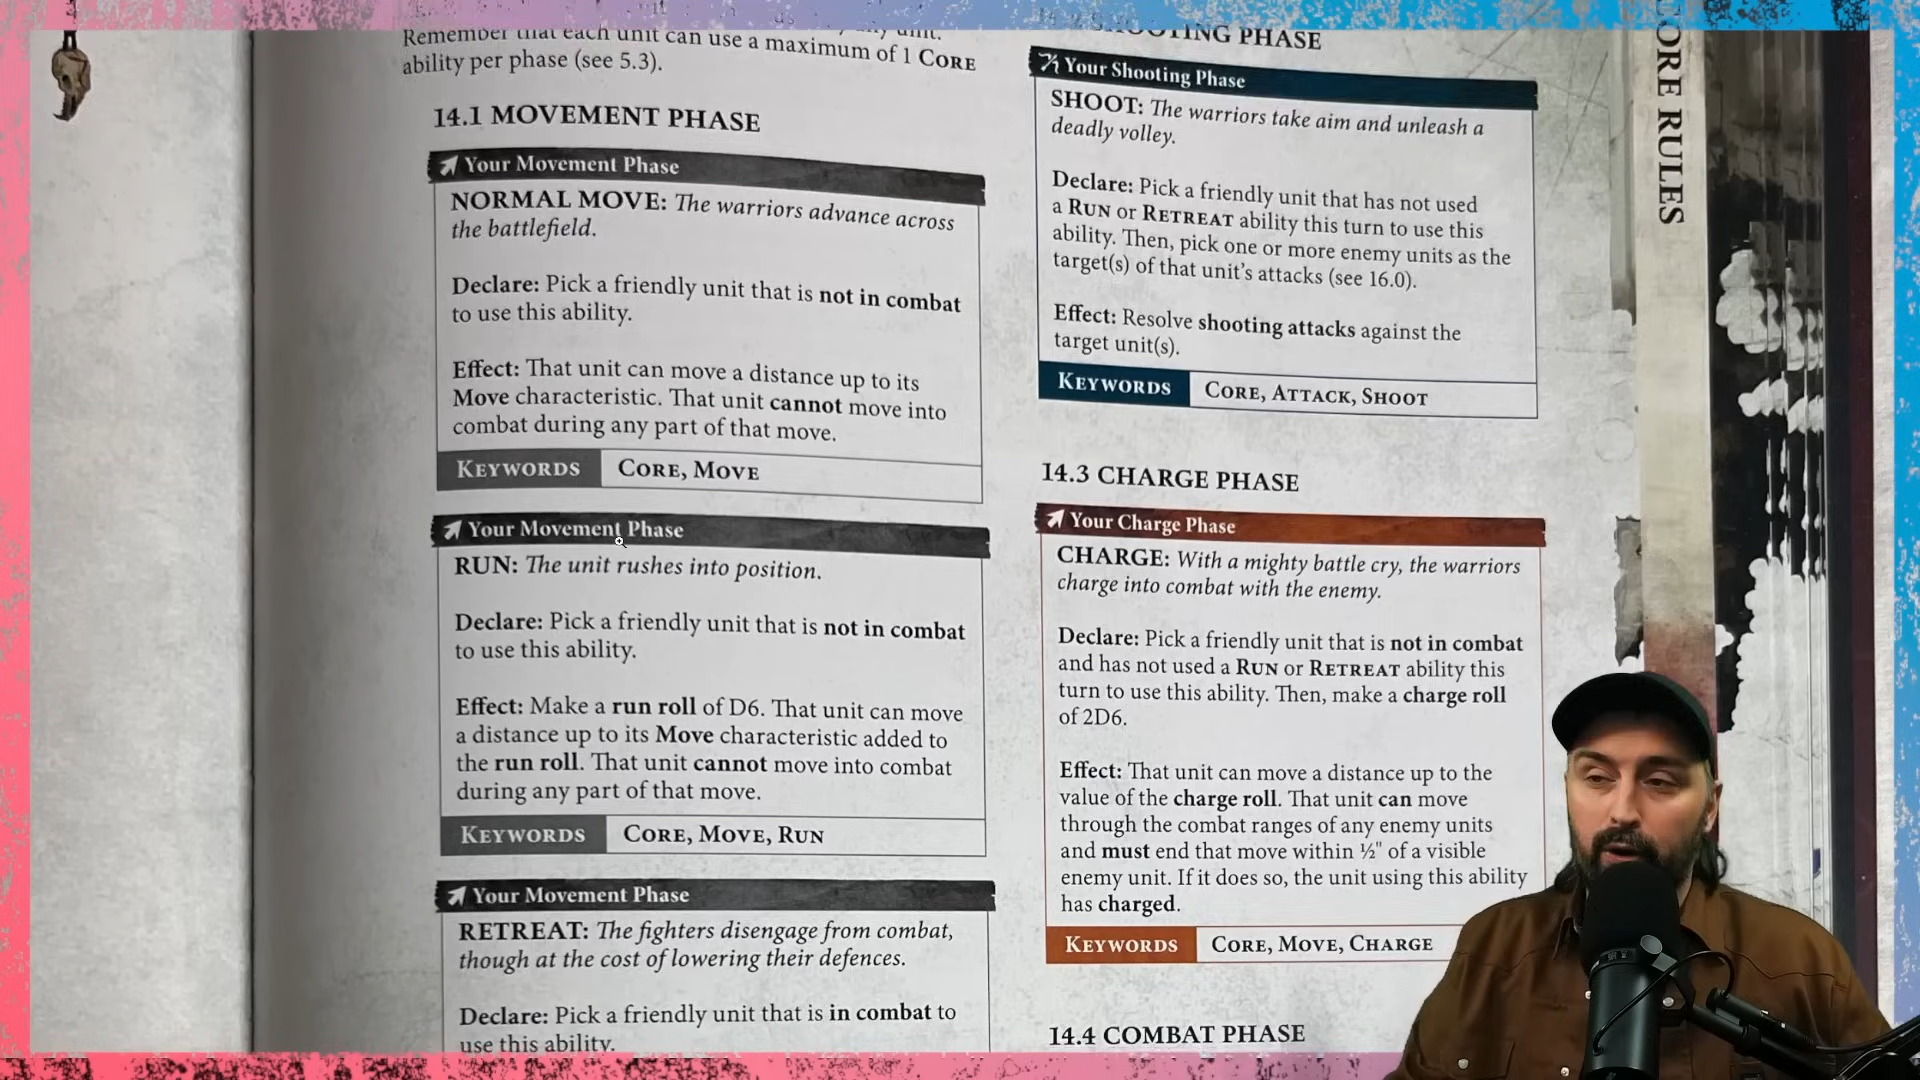 unit.
Remember that each unit can use a maximum of 1 CORE
ability per phase (see 5.3).
14.1 MOVEMENT PHASE
Your Movement Phase
NORMAL MOVE: The warriors advance across
the battlefield.
Declare: Pick a friendly unit that is not in combat
to use this ability.
Effect: That unit can move a distance up to its
Move characteristic. That unit cannot move into
combat during any part of that move.
KEYWORDS CORE, MOVE
Your Movement Phase
RUN: The unit rushes into position.
Declare: Pick a friendly unit that is not in combat
to use this ability.
Effect: Make a run roll of D6. That unit can move
a distance up to its Move characteristic added to
the run roll. That unit cannot move into combat
during any part of that move.
KEYWORDS CORE, MOVE, RUN
Your Movement Phase
RETREAT: The fighters disengage from combat,
though at the cost of lowering their defences.
Declare: Pick a friendly unit that is in combat to
use this ability.
SHOOTING PHASE
Your Shooting Phase
SHOOT: The warriors take aim and unleash a
deadly volley.
Declare: Pick a friendly unit that has not used
a RUN or RETREAT ability this turn to use this
ability. Then, pick one or more enemy units as the
target(s) of that unit's attacks (see 16.0).
Effect: Resolve shooting attacks against the
target unit(s).
KEYWORDS CORE, ATTACK, SHOOT
14.3 CHARGE PHASE
Your Charge Phase
CHARGE: With a mighty battle cry, the warriors
charge into combat with the enemy.
Declare: Pick a friendly unit that is not in combat
and has not used a RUN or RETREAT ability this
turn to use this ability. Then, make a charge roll
of 2D6.
Effect: That unit can move a distance up to the
value of the charge roll. That unit can move
through the combat ranges of any enemy units
and must end that move within ½" of a visible
enemy unit. If it does so, the unit using this ability
has charged.
KEYWORDS CORE, MOVE, CHARGE
14.4 COMBAT PHASE
CORE RULES